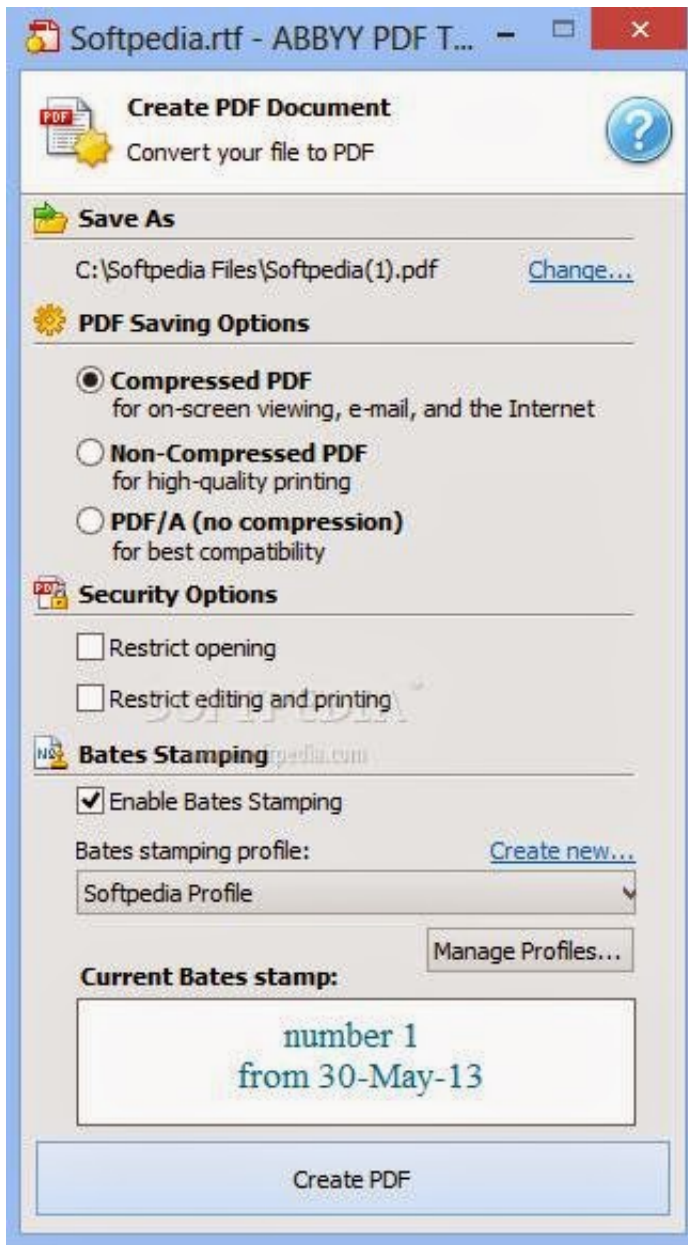 Softpedia.rtf - ABBYY PDF T...
PDF
Create PDF Document
Convert your file to PDF
?
Save As
C:\Softpedia Files\Softpedia(1).pdf Change...
PDF Saving Options
Compressed PDF
for on-screen viewing, e-mail, and the Internet
Non-Compressed PDF
for high-quality printing
PDF/A (no compression)
for best compatibility
PDF
Security Options
Restrict opening
Restrict editing and printing
SOFTPEDIA
Bates Stamping
Enable Bates Stamping
Bates stamping profile: Create new...
Softpedia Profile
Manage Profiles...
Current Bates stamp:
number 1
from 30-May-13
Create PDF